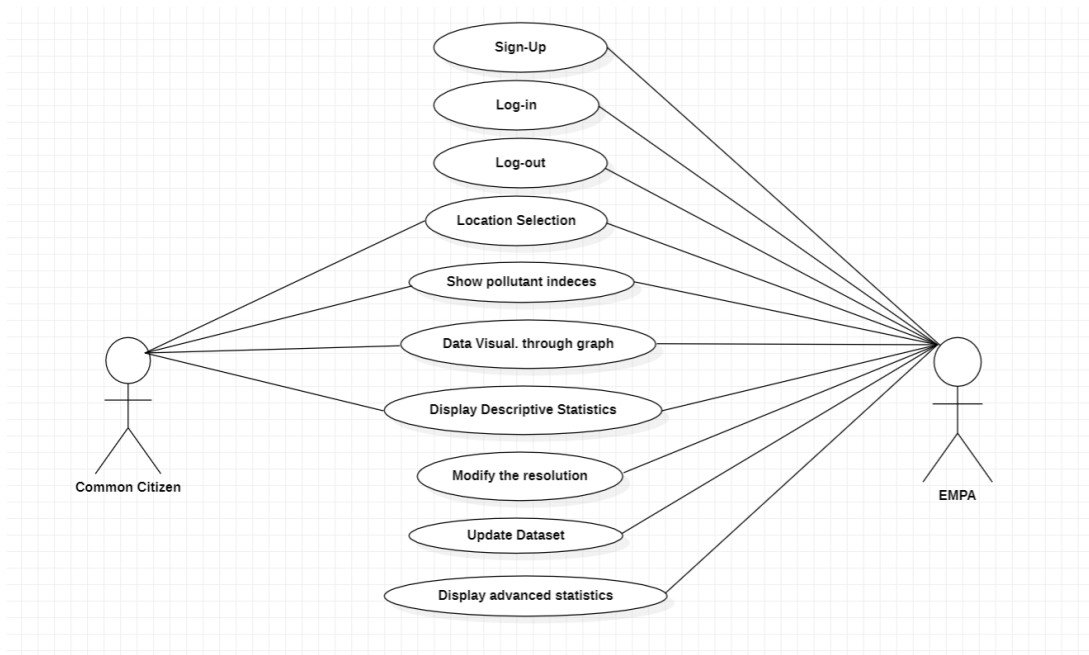 Sign-Up
Log-in
Log-out
Location Selection
Show pollutant indeces
Data Visual. through graph
Display Descriptive Statistics
Modify the resolution
Common Citizen
EMPA
Update Dataset
Display advanced statistics